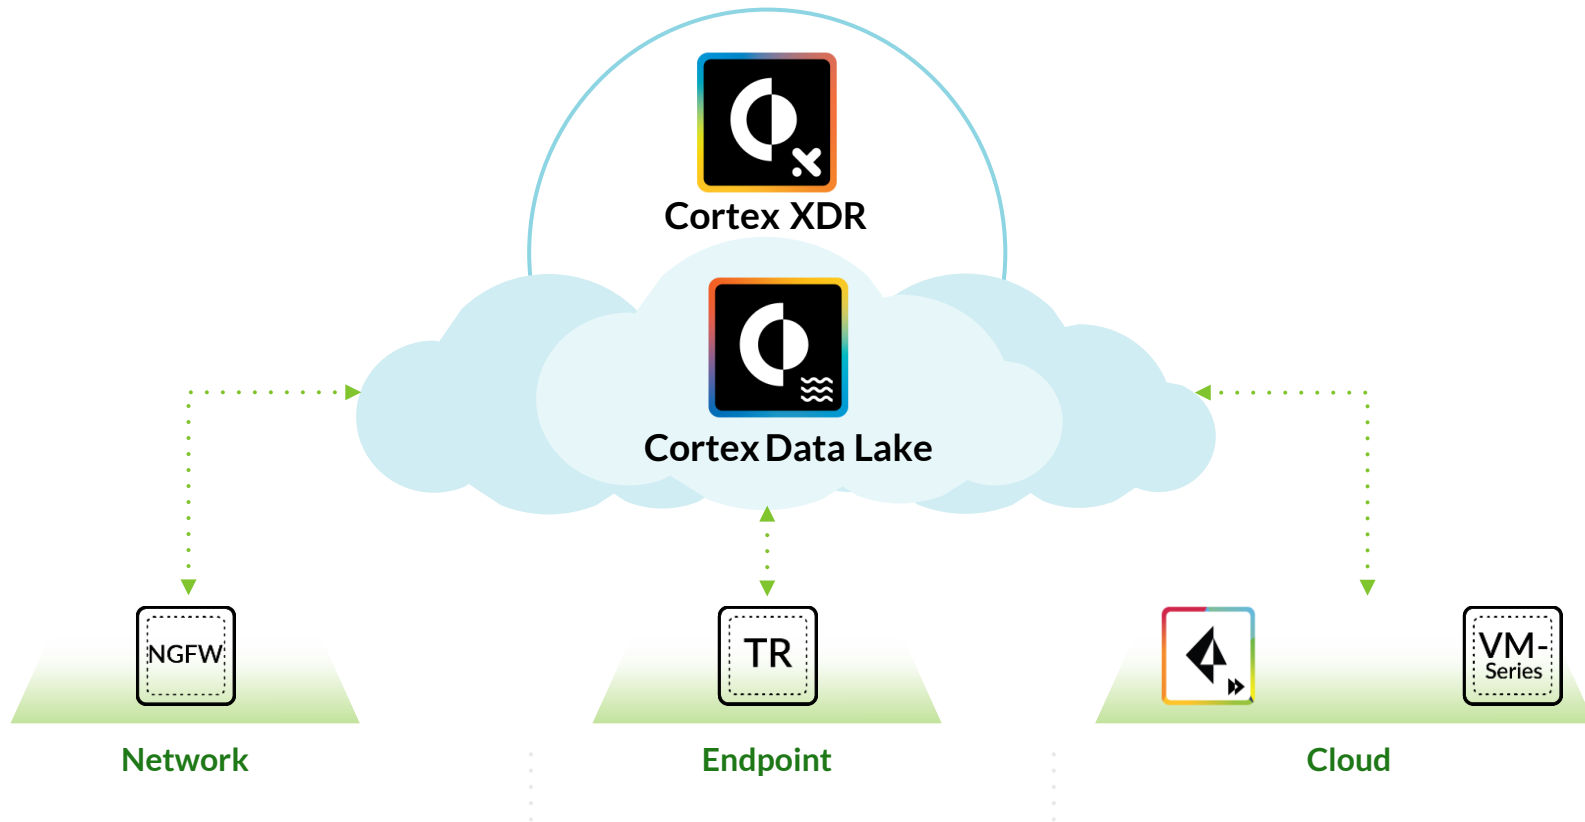 Cortex XDR
Cortex Data Lake
NGFW
TR
VM-
Series
Network
Endpoint
Cloud